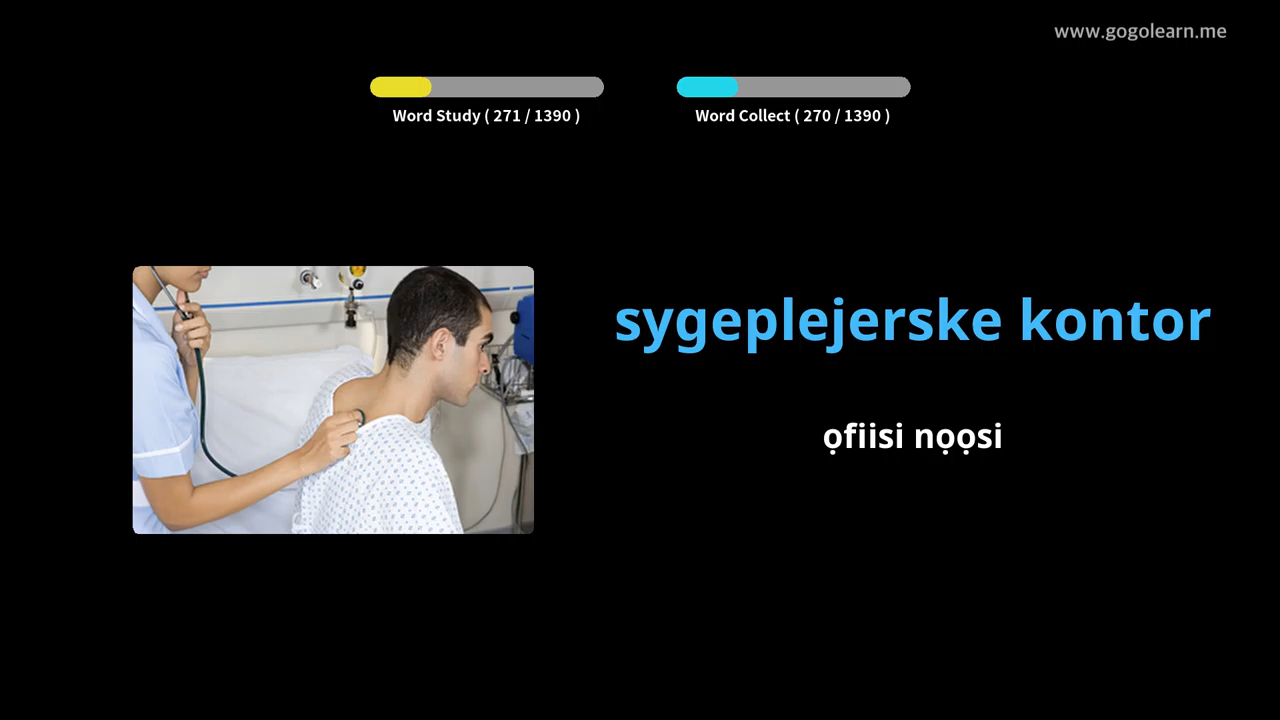 www.gogolearn.me
Word Study ( 271 / 1390 )
Word Collect ( 270 / 1390 )
sygeplejerske kontor
ọfiisi nọọsi